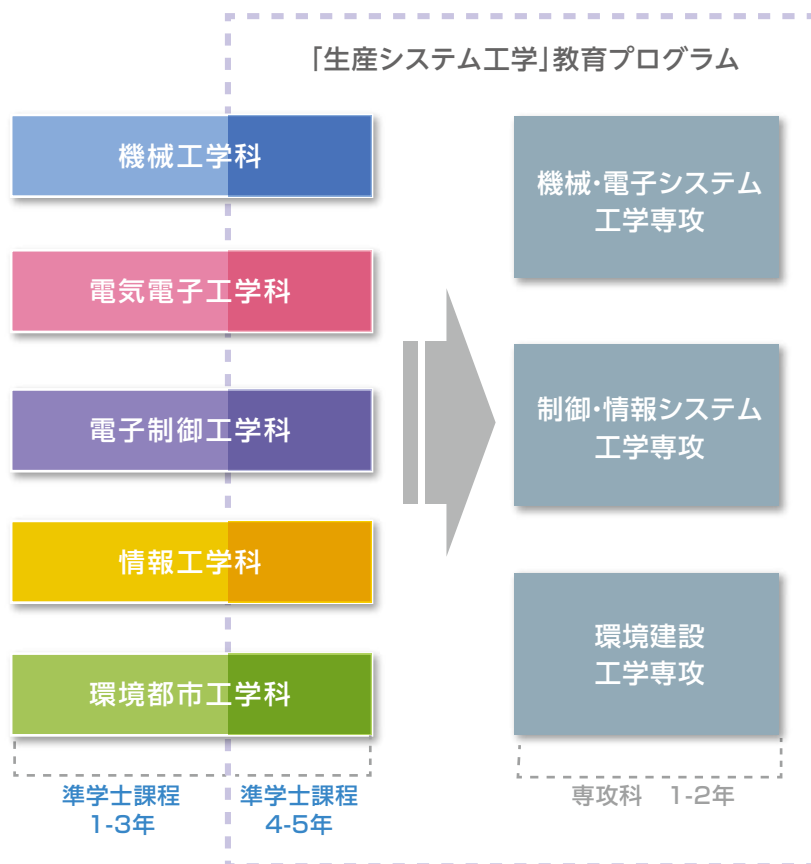 「生産システム工学」教育プログラム
機械工学科
電気電子工学科
電子制御工学科
情報工学科
環境都市工学科
機械・電子システム
工学専攻
制御・情報システム
工学専攻
環境建設
工学専攻
準学士課程
1-3年
準学士課程
4-5年
専攻科　1-2年